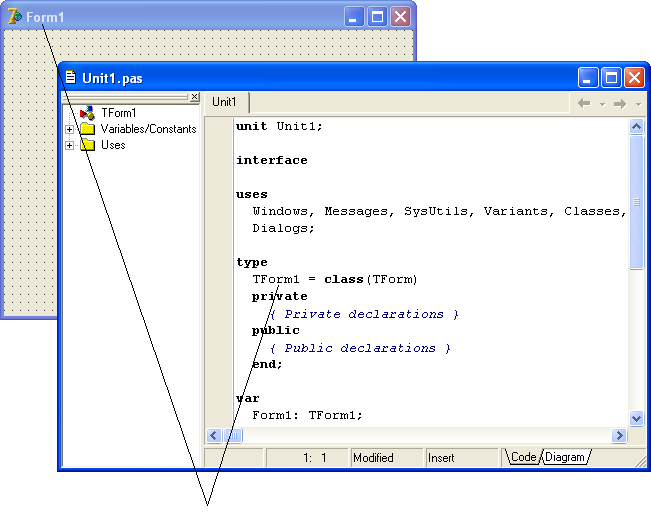 Form1
Unit1.pas
TForm1
Variables/Constants
Uses
Unit1
unit Unit1;
interface
uses
Windows, Messages, SysUtils, Variants, Classes,
Dialogs;
type
TForm1 = class(TForm)
private
{ Private declarations }
public
{ Public declarations }
end;
var
Form1: TForm1;
1: 1 Modified Insert Code Diagram